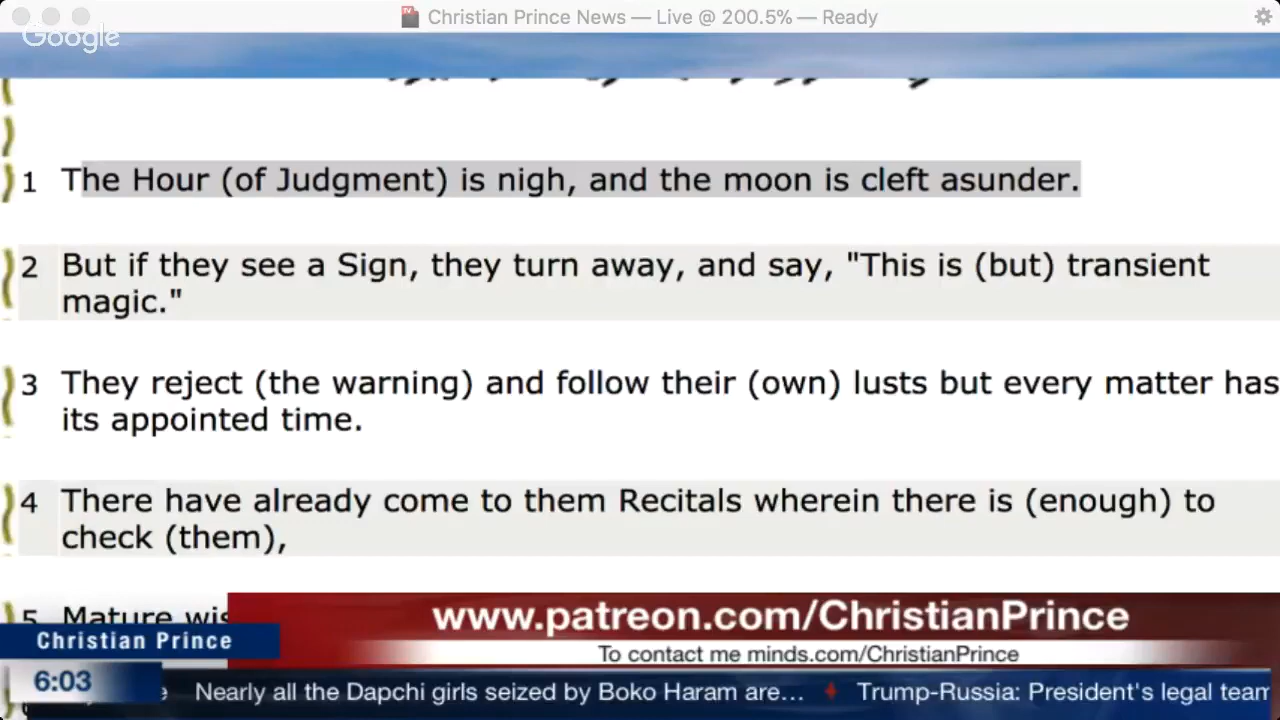 Christian Prince News — Live @ 200.5% — Ready
Google
1 The Hour (of Judgment) is nigh, and the moon is cleft asunder.
2 But if they see a Sign, they turn away, and say, "This is (but) transient
magic."
3 They reject (the warning) and follow their (own) lusts but every matter has
its appointed time.
4 There have already come to them Recitals wherein there is (enough) to
check (them),
5 Mature
www.patreon.com/ChristianPrince
Christian Prince
To contact me minds.com/ChristianPrince
6:03
Nearly all the Dapchi girls seized by Boko Haram are... Trump-Russia: President's legal team